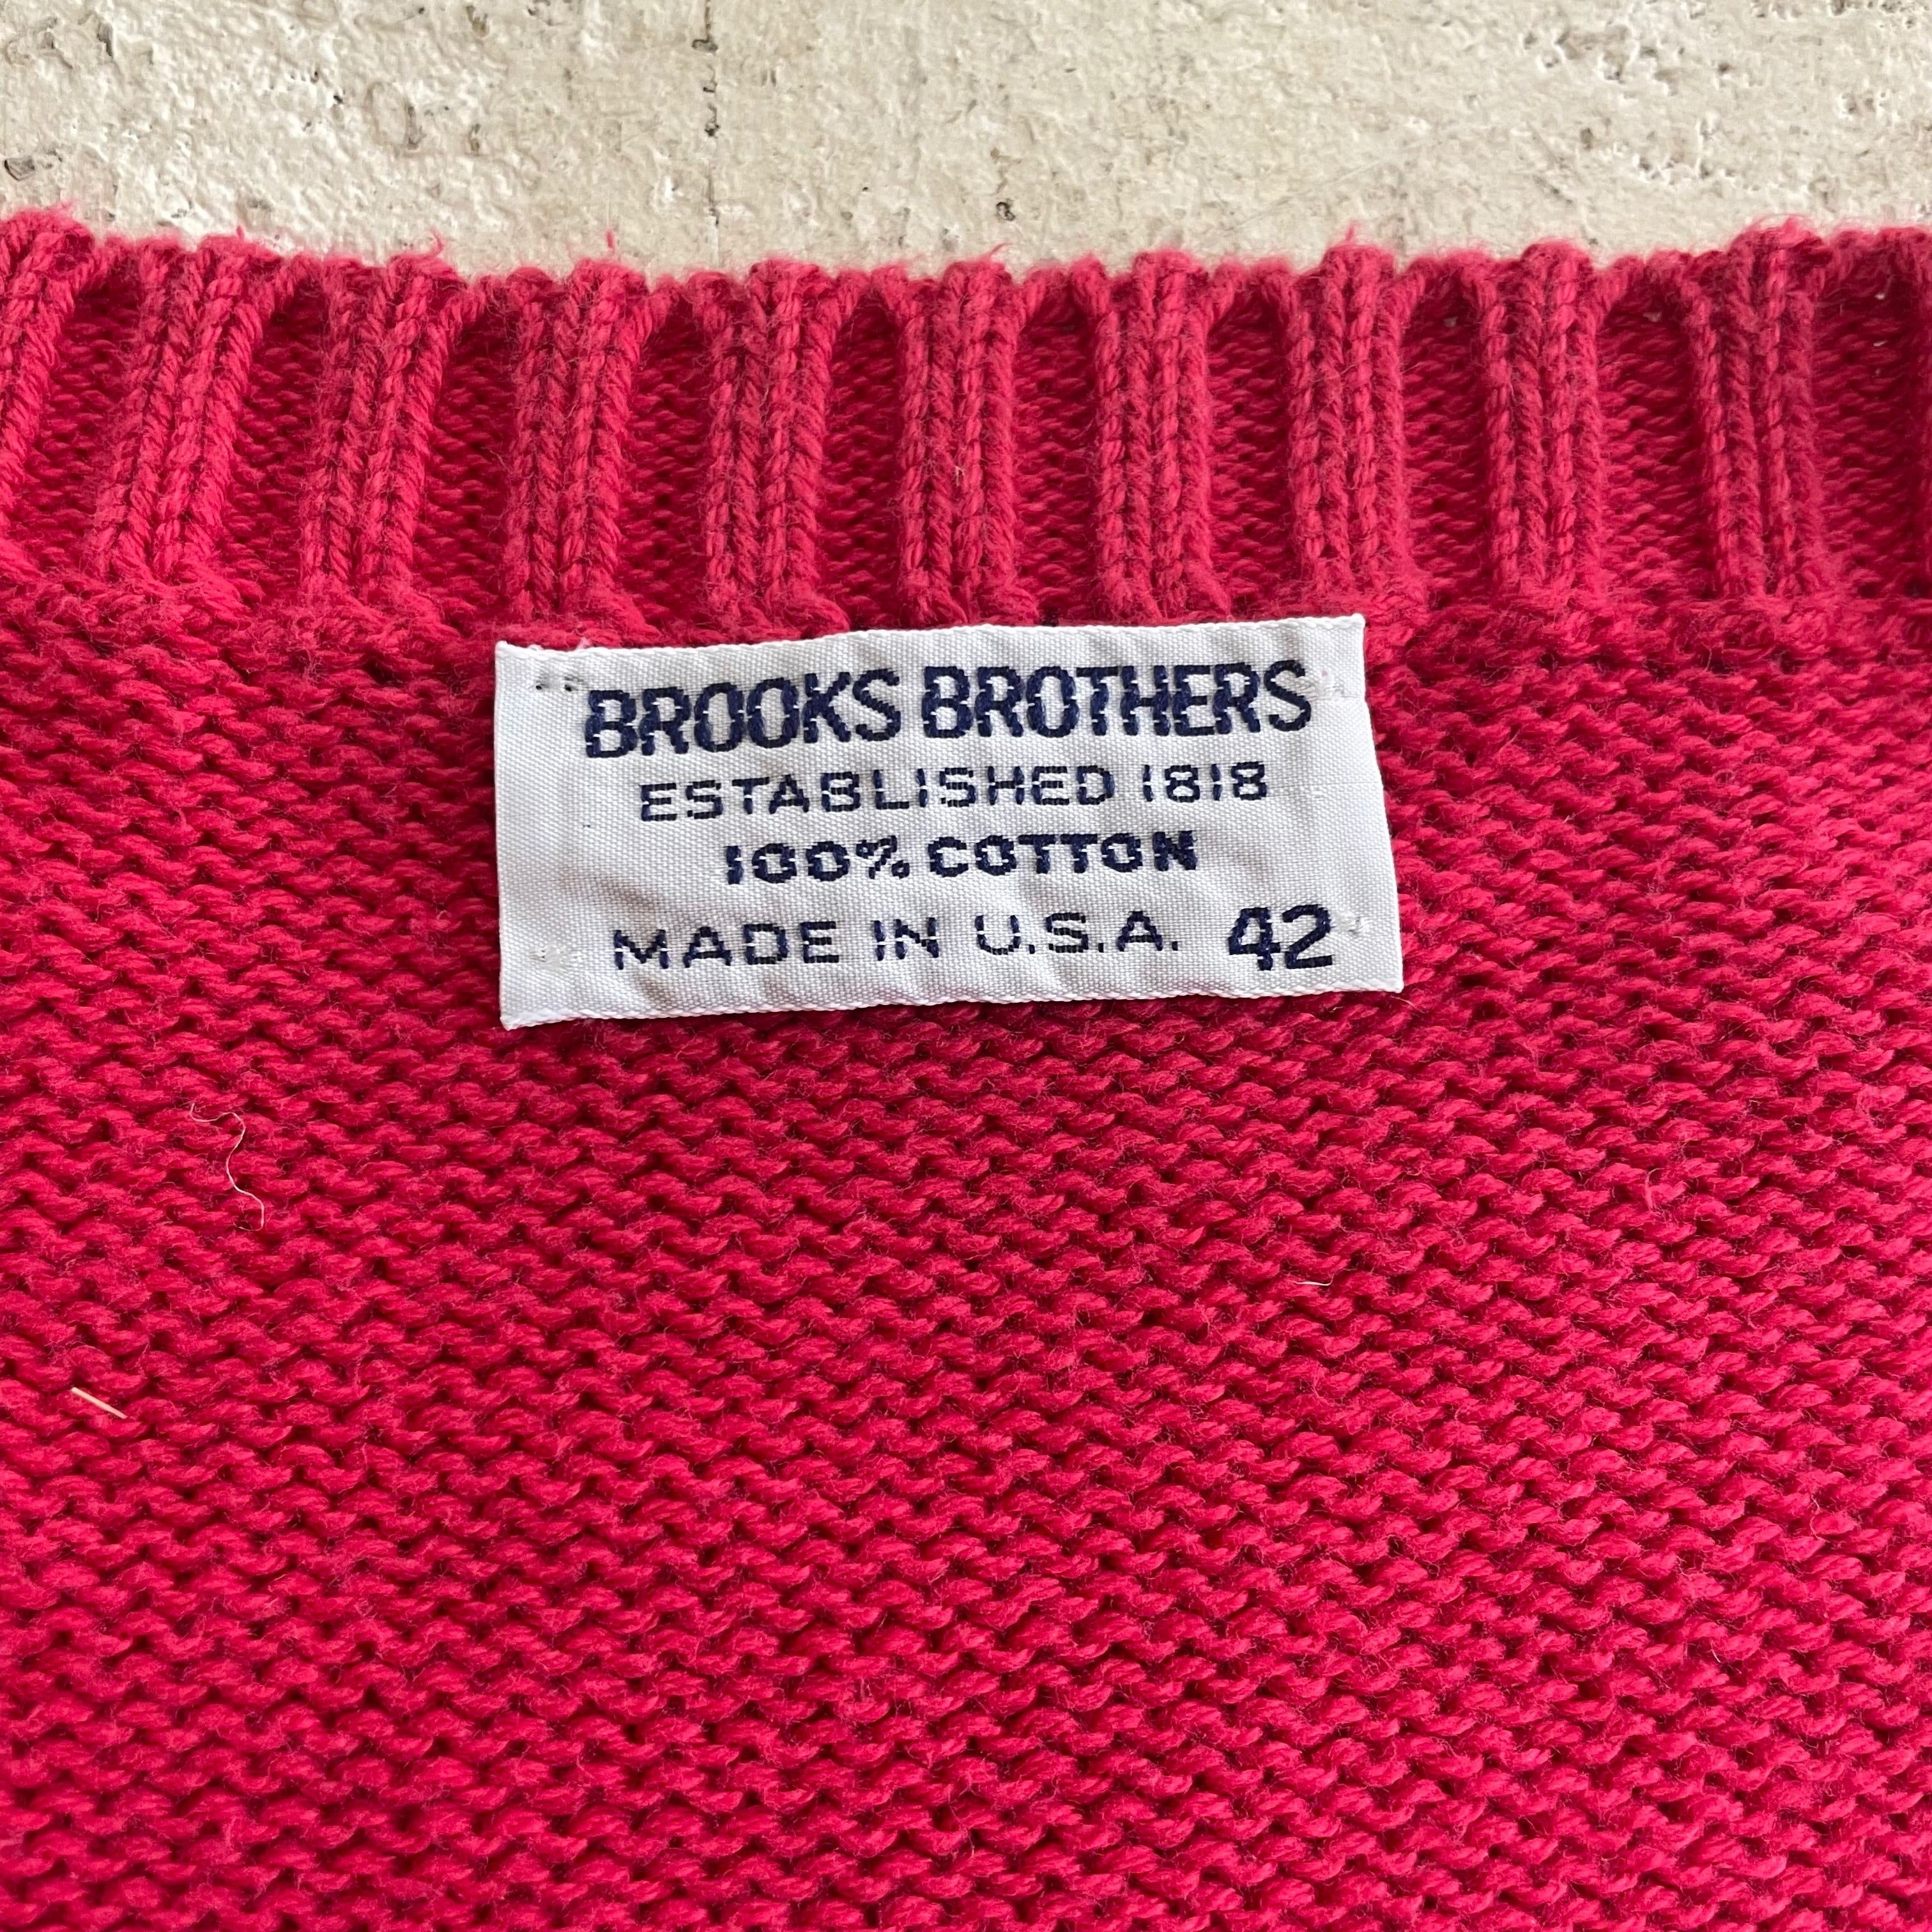 BROOKS BROTHERS
ESTABLISHED 1818
100% COTTON
MADE IN U.S.A. 42